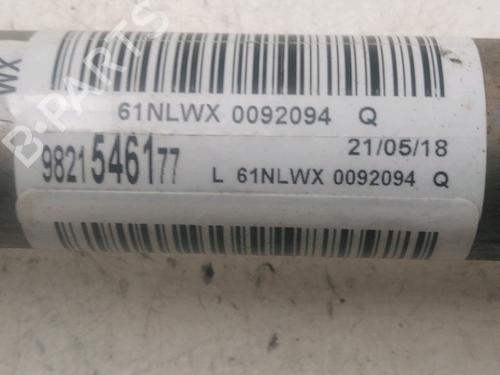 WX
61NLWX 0092094 Q
21/05/18
9821546177
L 61NLWX 0092094 Q
B-PARTS